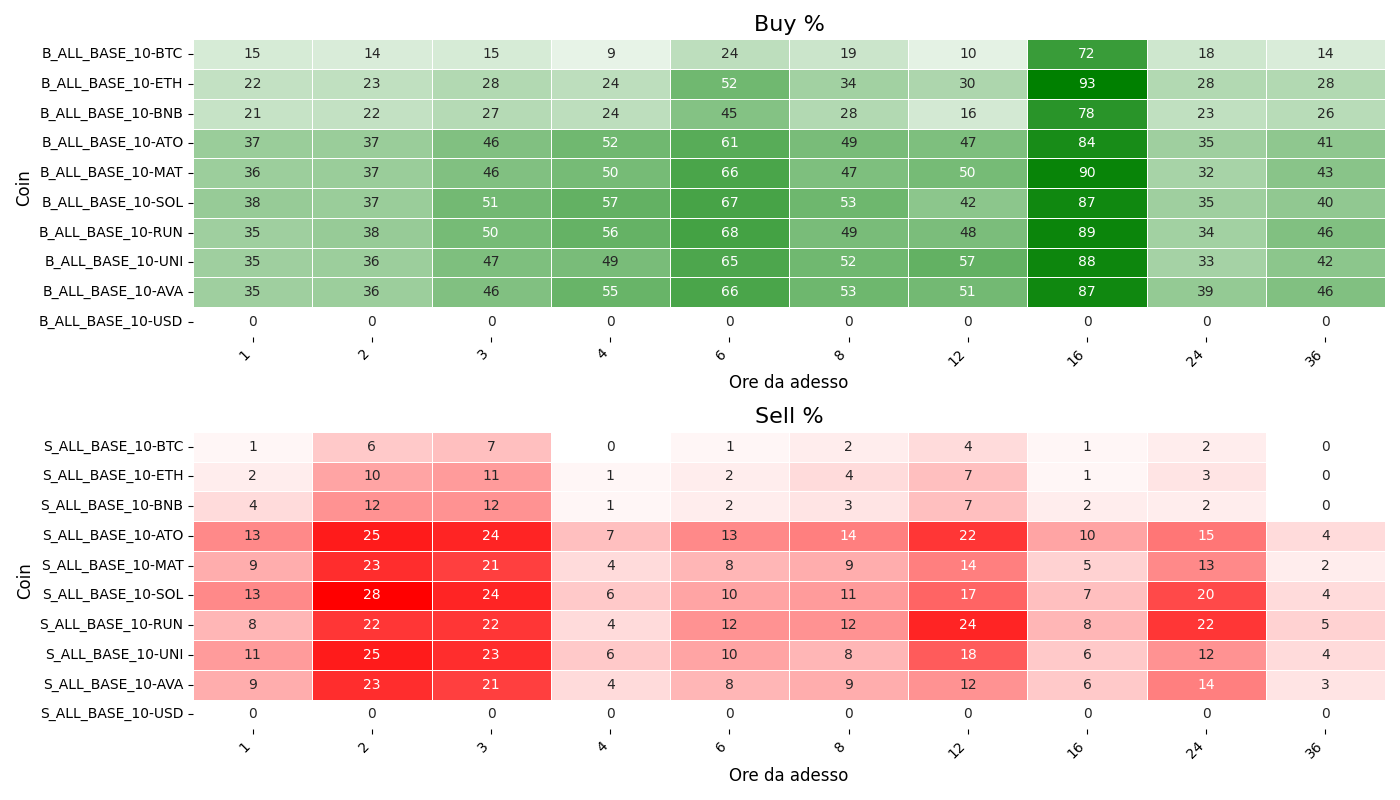 Buy %
Coin
B_ALL_BASE_10-BTC 15 14 15 9 24 19 10 72 18 14
B_ALL_BASE_10-ETH 22 23 28 24 52 34 30 93 28 28
B_ALL_BASE_10-BNB 21 22 27 24 45 28 16 78 23 26
B_ALL_BASE_10-ATO 37 37 46 52 61 49 47 84 35 41
B_ALL_BASE_10-MAT 36 37 46 50 66 47 50 90 32 43
B_ALL_BASE_10-SOL 38 37 51 57 67 53 42 87 35 40
B_ALL_BASE_10-RUN 35 38 50 56 68 49 48 89 34 46
B_ALL_BASE_10-UNI 35 36 47 49 65 52 57 88 33 42
B_ALL_BASE_10-AVA 35 36 46 55 66 53 51 87 39 46
B_ALL_BASE_10-USD 0 0 0 0 0 0 0 0 0 0
1 2 3 4 6 8 12 16 24 36
Ore da adesso
Sell %
Coin
S_ALL_BASE_10-BTC 1 6 7 0 1 2 4 1 2 0
S_ALL_BASE_10-ETH 2 10 11 1 2 4 7 1 3 0
S_ALL_BASE_10-BNB 4 12 12 1 2 3 7 2 2 0
S_ALL_BASE_10-ATO 13 25 24 7 13 14 22 10 15 4
S_ALL_BASE_10-MAT 9 23 21 4 8 9 14 5 13 2
S_ALL_BASE_10-SOL 13 28 24 6 10 11 17 7 20 4
S_ALL_BASE_10-RUN 8 22 22 4 12 12 24 8 22 5
S_ALL_BASE_10-UNI 11 25 23 6 10 8 18 6 12 4
S_ALL_BASE_10-AVA 9 23 21 4 8 9 12 6 14 3
S_ALL_BASE_10-USD 0 0 0 0 0 0 0 0 0 0
1 2 3 4 6 8 12 16 24 36
Ore da adesso